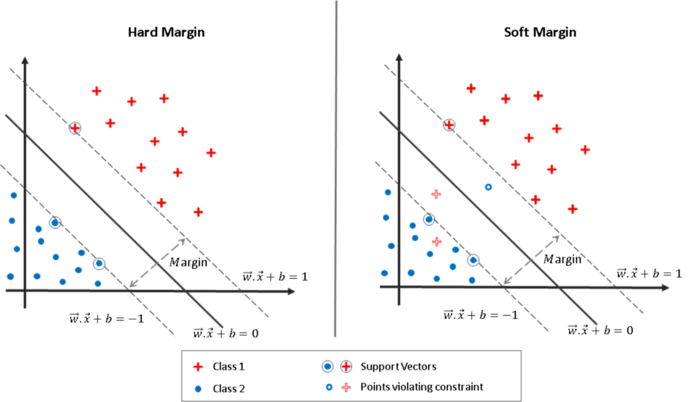 Hard Margin
Soft Margin
Margin
w⃗.x⃗ + b = 1
w⃗.x⃗ + b = −1
w⃗.x⃗ + b = 0
Margin
w⃗.x⃗ + b = 1
w⃗.x⃗ + b = −1
w⃗.x⃗ + b = 0
Class 1
Support Vectors
Class 2
Points violating constraint